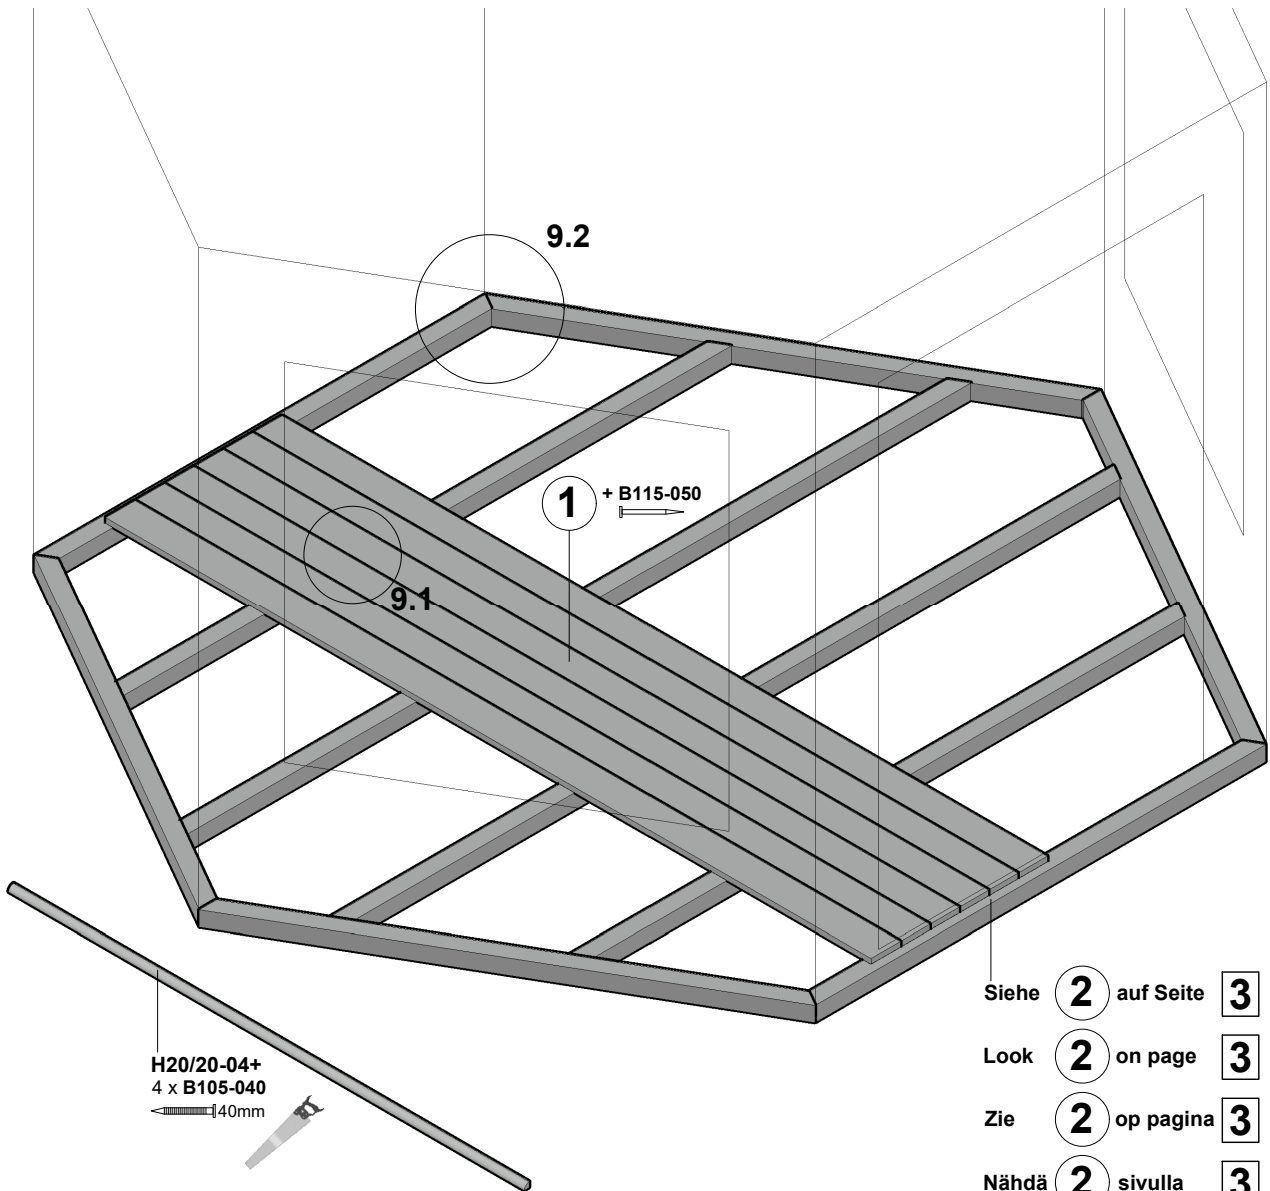 9.2
1 + B115-050
9.1
H20/20-04+
4 x B105-040
40mm
Siehe 2 auf Seite 3
Look 2 on page 3
Zie 2 op pagina 3
Nähdä 2 sivulla 3